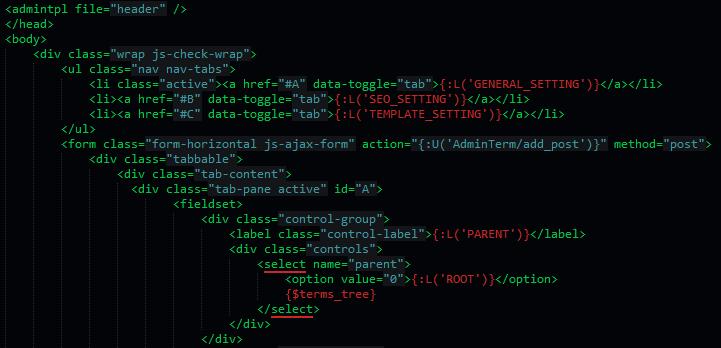 <admintpl file="header" />
</head>
<body>
<div class="wrap js-check-wrap">
<ul class="nav nav-tabs">
<li class="active"><a href="#A" data-toggle="tab">{:L('GENERAL_SETTING')}</a></li>
<li><a href="#B" data-toggle="tab">{:L('SEO_SETTING')}</a></li>
<li><a href="#C" data-toggle="tab">{:L('TEMPLATE_SETTING')}</a></li>
</ul>
<form class="form-horizontal js-ajax-form" action="{:U('AdminTerm/add_post')}" method="post">
<div class="tabbable">
<div class="tab-content">
<div class="tab-pane active" id="A">
<fieldset>
<div class="control-group">
<label class="control-label">{:L('PARENT')}</label>
<div class="controls">
<select name="parent">
<option value="0">{:L('ROOT')}</option>
{$terms_tree}
</select>
</div>
</div>